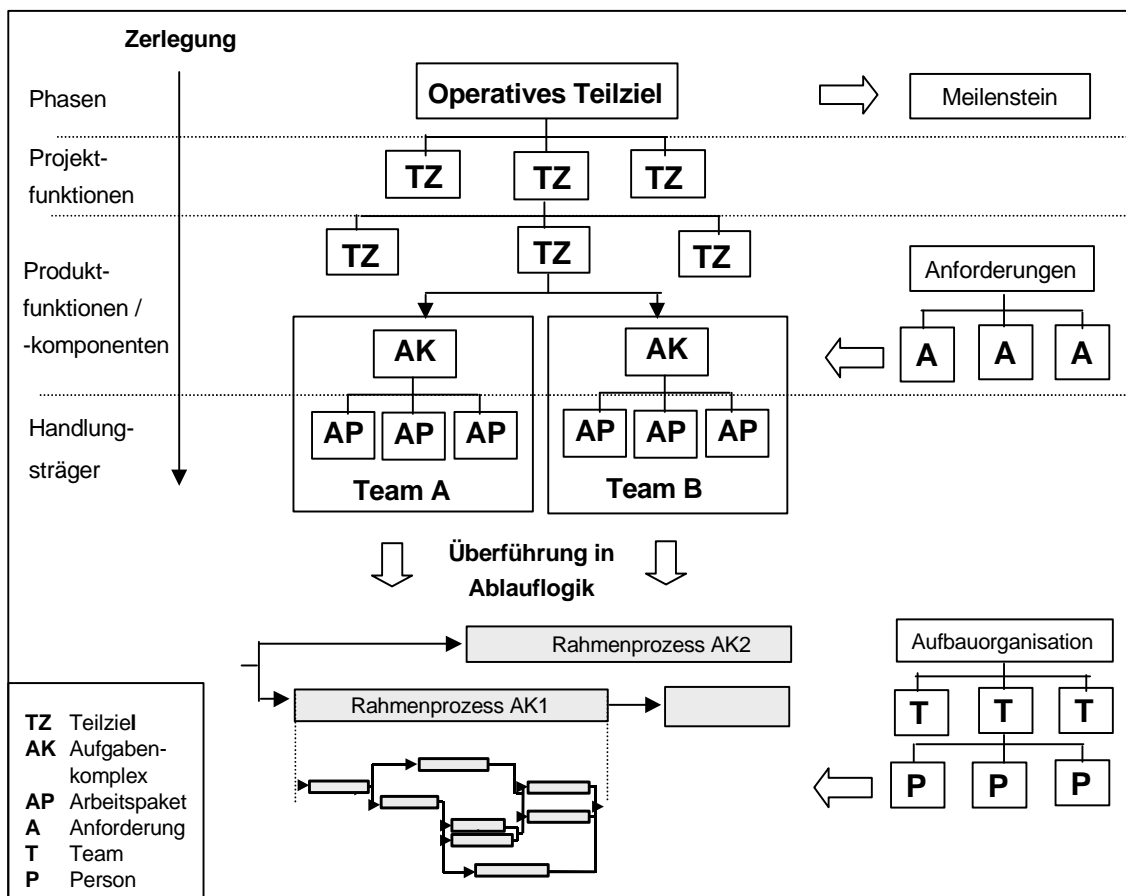 Zerlegung
Phasen
Operatives Teilziel
Meilenstein
Projekt-
funktionen
TZ TZ TZ
TZ TZ TZ
Produkt-
funktionen /
-komponenten
Anforderungen
A A A
AK AK
Handlung-
sträger
AP AP AP AP AP AP
Team A Team B
Überführung in
Ablauflogik
Rahmenprozess AK2
Rahmenprozess AK1
Aufbauorganisation
T T T
P P P
TZ Teilziel
AK Aufgaben-
komplex
AP Arbeitspaket
A Anforderung
T Team
P Person